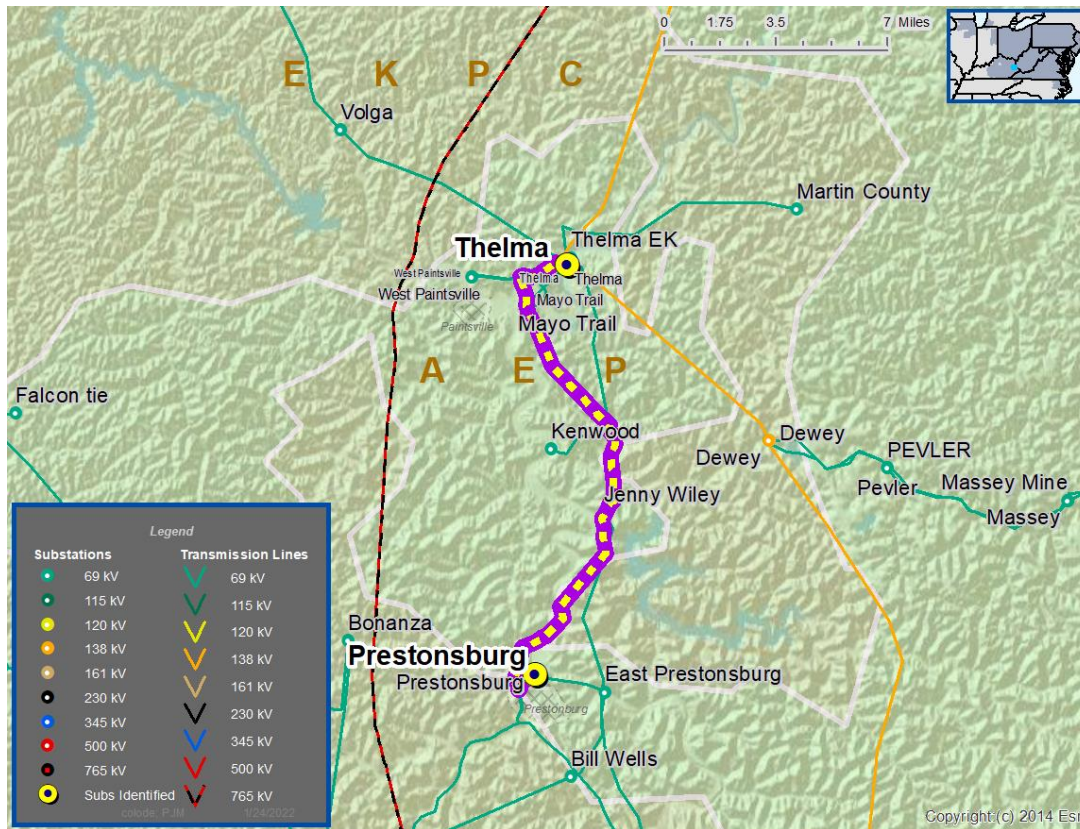 0 1.75 3.5 7 Miles
E K P C
Volga
Martin County
Thelma
Thelma EK
West Paintsville
Thelma
Thelma
West Paintsville
Mayo Trail
Mayo Trail
Paintsville
A E P
Falcon tie
Kenwood
Dewey
Dewey
PEVLER
Pevler
Massey Mine
Massey
Jenny Wiley
Bonanza
Prestonsburg
Prestonsburg
East Prestonsburg
Prestonburg
Bill Wells
Legend
Substations Transmission Lines
69 kV 69 kV
115 kV 115 kV
120 kV 120 kV
138 kV 138 kV
161 kV 161 kV
230 kV 230 kV
345 kV 345 kV
500 kV 500 kV
765 kV 765 kV
Subs Identified
colode: PJM 1/24/2022
Copyright:(c) 2014 Esri